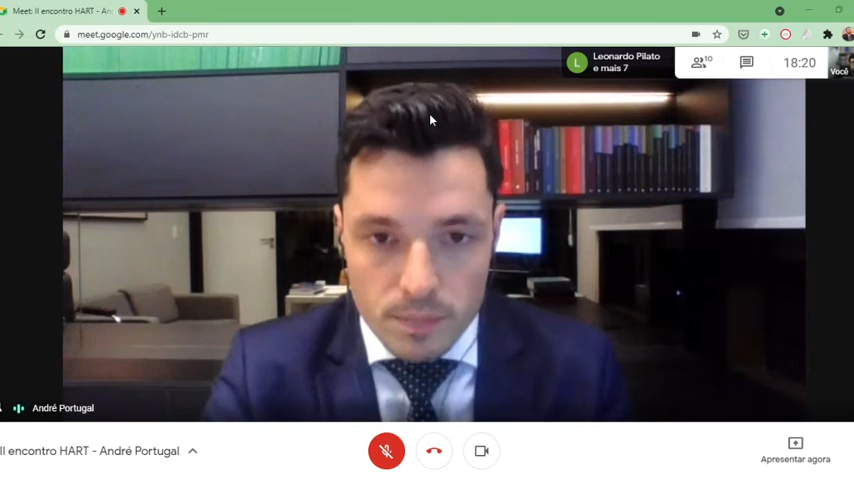 Meet: II encontro HART - An
meet.google.com/ynb-idcb-pmr
Leonardo Pilato
e mais 7
L
10
18:20
Você
André Portugal
II encontro HART - André Portugal
Apresentar agora